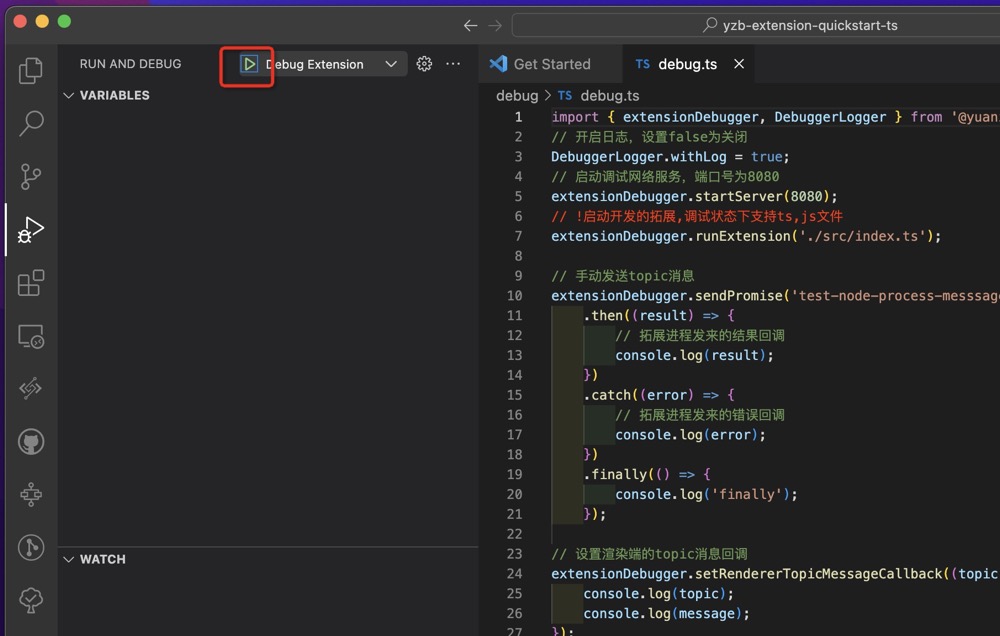 yzb-extension-quickstart-ts
RUN AND DEBUG
Debug Extension
VARIABLES
WATCH
Get Started
TS debug.ts
debug > TS debug.ts
1 import { extensionDebugger, DebuggerLogger } from '@yuan
2 // 开启日志，设置false为关闭
3 DebuggerLogger.withLog = true;
4 // 启动调试网络服务，端口号为8080
5 extensionDebugger.startServer(8080);
6 // !启动开发的拓展,调试状态下支持ts,js文件
7 extensionDebugger.runExtension('./src/index.ts');
8
9 // 手动发送topic消息
10 extensionDebugger.sendPromise('test-node-process-messsage
11 .then((result) => {
12 // 拓展进程发来的结果回调
13 console.log(result);
14 })
15 .catch((error) => {
16 // 拓展进程发来的错误回调
17 console.log(error);
18 })
19 .finally(() => {
20 console.log('finally');
21 });
22
23 // 设置渲染端的topic消息回调
24 extensionDebugger.setRendererTopicMessageCallback((topic
25 console.log(topic);
26 console.log(message);
27 });